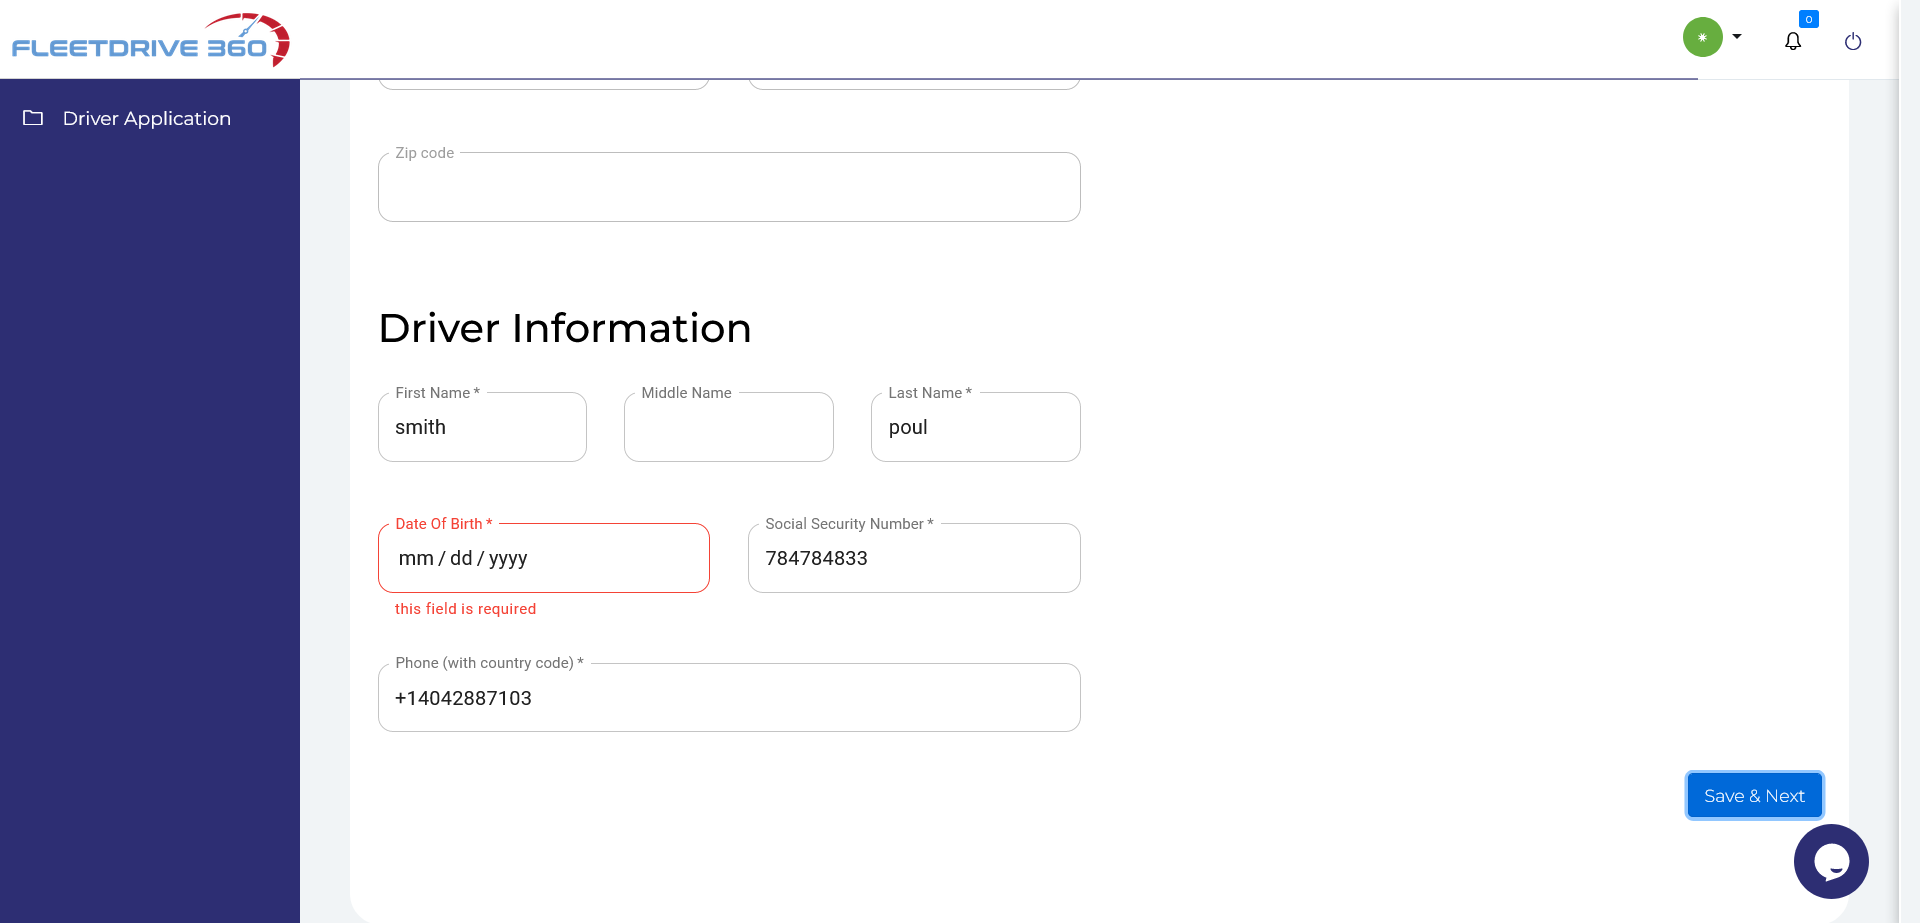 FLEETDRIVE 360
0
Driver Application
Zip code
Driver Information
First Name *
Middle Name
Last Name *
smith
poul
Date Of Birth *
Social Security Number *
mm / dd / yyyy
784784833
this field is required
Phone (with country code) *
+14042887103
Save & Next